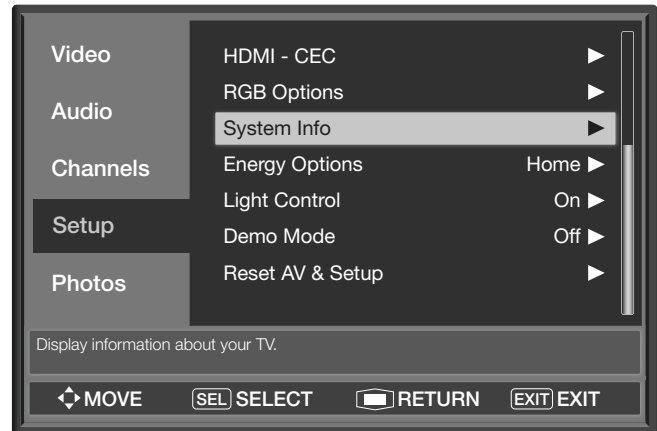 Video
Audio
Channels
Setup
Photos
HDMI - CEC
RGB Options
System Info
Energy Options Home
Light Control On
Demo Mode Off
Reset AV & Setup
Display information about your TV.
MOVE SEL SELECT RETURN EXIT EXIT